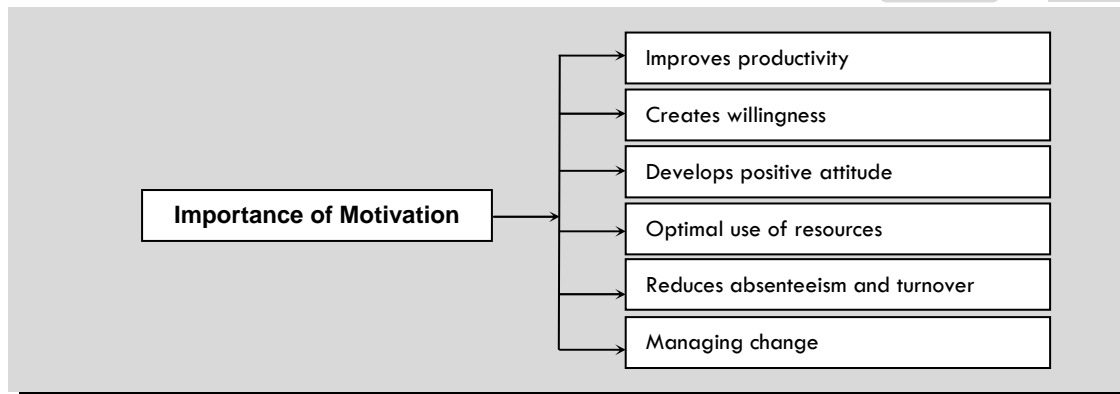 Improves productivity
Creates willingness
Develops positive attitude
Importance of Motivation
Optimal use of resources
Reduces absenteeism and turnover
Managing change